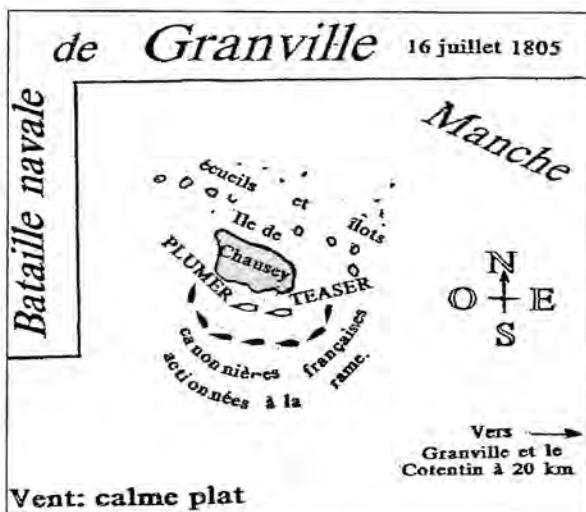 Bataille navale
de Granville 16 juillet 1805
Manche
écueils et îlots
Ile de
Chausey
PLUMER
TEASER
canonnières françaises
actionnées à la rame.
N
O E
S
Vers
Granville et le
Cotentin à 20 km
Vent: calme plat